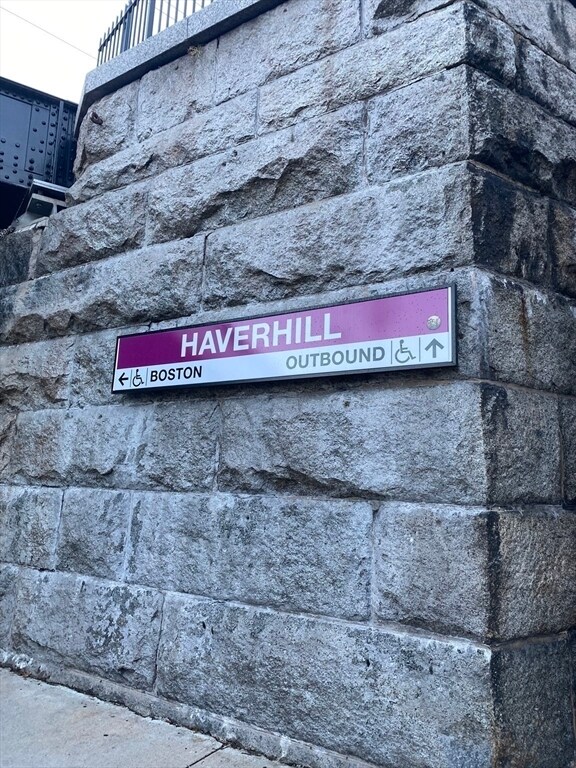 HAVERHILL
← ♿ BOSTON OUTBOUND ♿ ↑